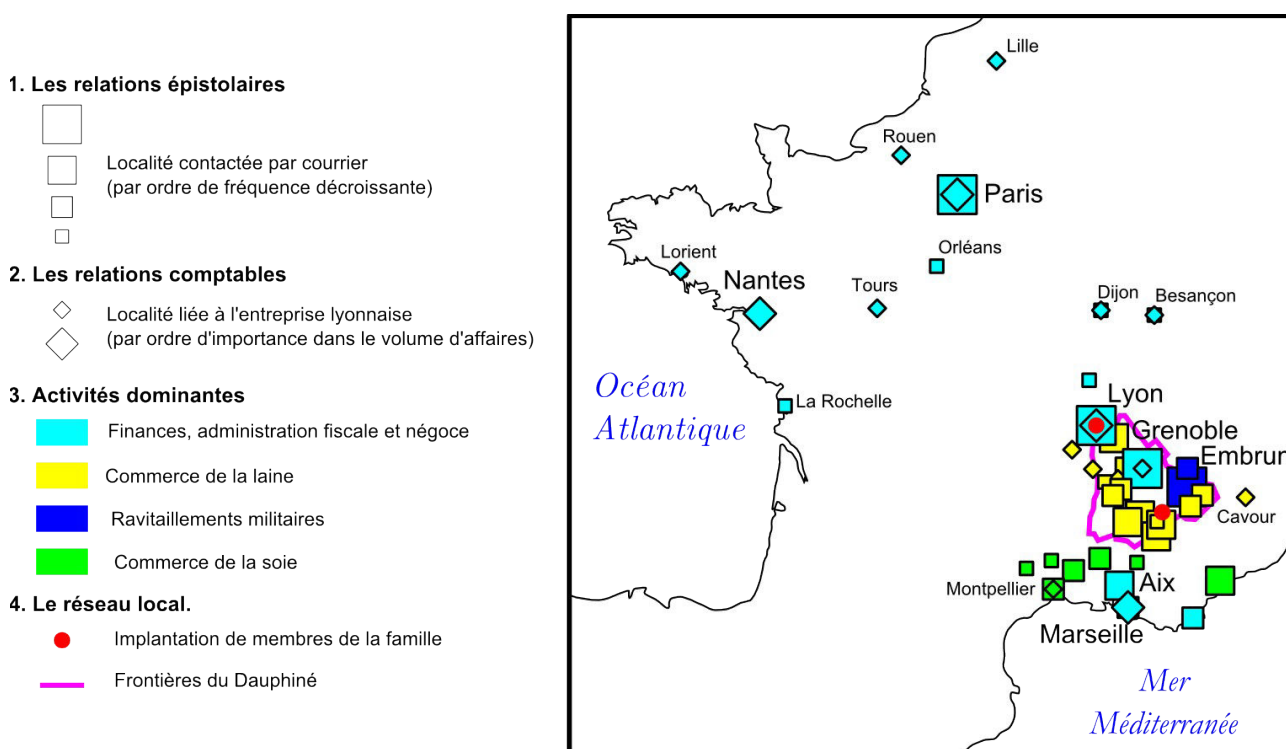 1. Les relations épistolaires
Localité contactée par courrier
(par ordre de fréquence décroissante)
2. Les relations comptables
Localité liée à l'entreprise lyonnaise
(par ordre d'importance dans le volume d'affaires)
3. Activités dominantes
Finances, administration fiscale et négoce
Commerce de la laine
Ravitaillements militaires
Commerce de la soie
4. Le réseau local.
Implantation de membres de la famille
Frontières du Dauphiné
Lille
Rouen
Paris
Orléans
Lorient
Nantes
Tours
Dijon
Besançon
Océan
Atlantique
La Rochelle
Lyon
Grenoble
Embrun
Cavour
Montpellier
Aix
Marseille
Mer
Méditerranée